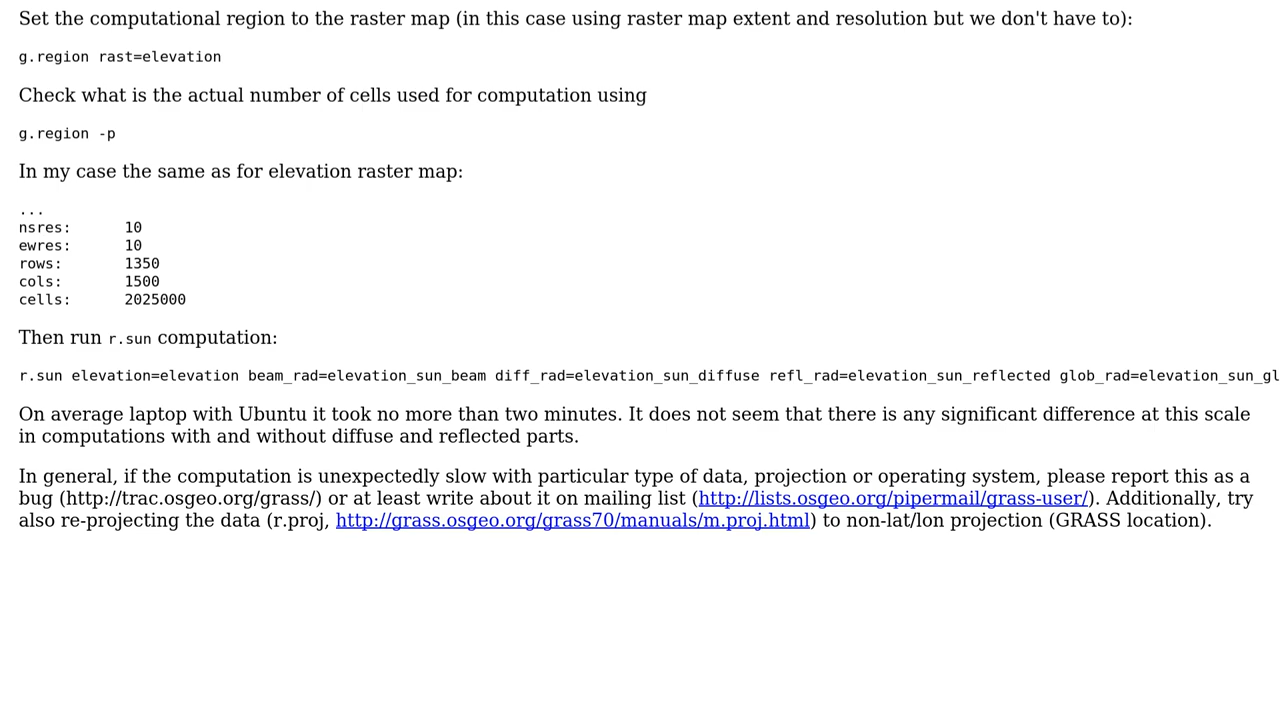 Set the computational region to the raster map (in this case using raster map extent and resolution but we don't have to):
g.region rast=elevation
Check what is the actual number of cells used for computation using
g.region -p
In my case the same as for elevation raster map:
...
nsres:      10
ewres:      10
rows:       1350
cols:       1500
cells:      2025000
Then run r.sun computation:
r.sun elevation=elevation beam_rad=elevation_sun_beam diff_rad=elevation_sun_diffuse refl_rad=elevation_sun_reflected glob_rad=elevation_sun_gl
On average laptop with Ubuntu it took no more than two minutes. It does not seem that there is any significant difference at this scale
in computations with and without diffuse and reflected parts.
In general, if the computation is unexpectedly slow with particular type of data, projection or operating system, please report this as a
bug (http://trac.osgeo.org/grass/) or at least write about it on mailing list (http://lists.osgeo.org/pipermail/grass-user/). Additionally, try
also re-projecting the data (r.proj, http://grass.osgeo.org/grass70/manuals/m.proj.html) to non-lat/lon projection (GRASS location).